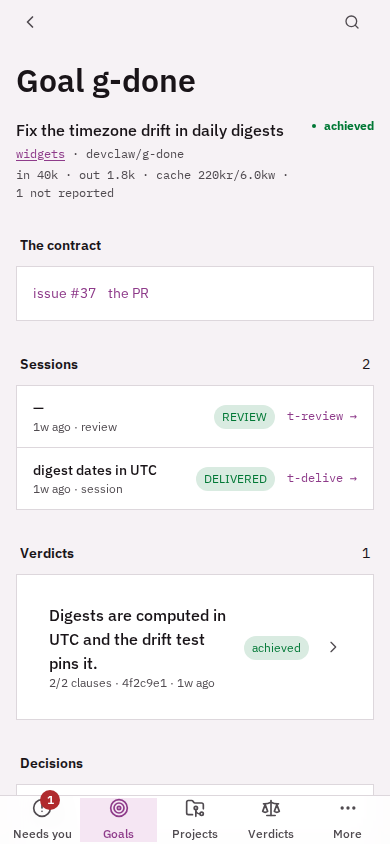 Goal g-done
Fix the timezone drift in daily digests
• achieved
widgets · devclaw/g-done
in 40k · out 1.8k · cache 220kr/6.0kw ·
1 not reported
The contract
issue #37 the PR
Sessions 2
—
1w ago · review
REVIEW
t-review →
digest dates in UTC
1w ago · session
DELIVERED
t-delive →
Verdicts 1
Digests are computed in
UTC and the drift test
pins it.
2/2 clauses · 4f2c9e1 · 1w ago
achieved
Decisions
1
Needs you
Goals
Projects
Verdicts
More